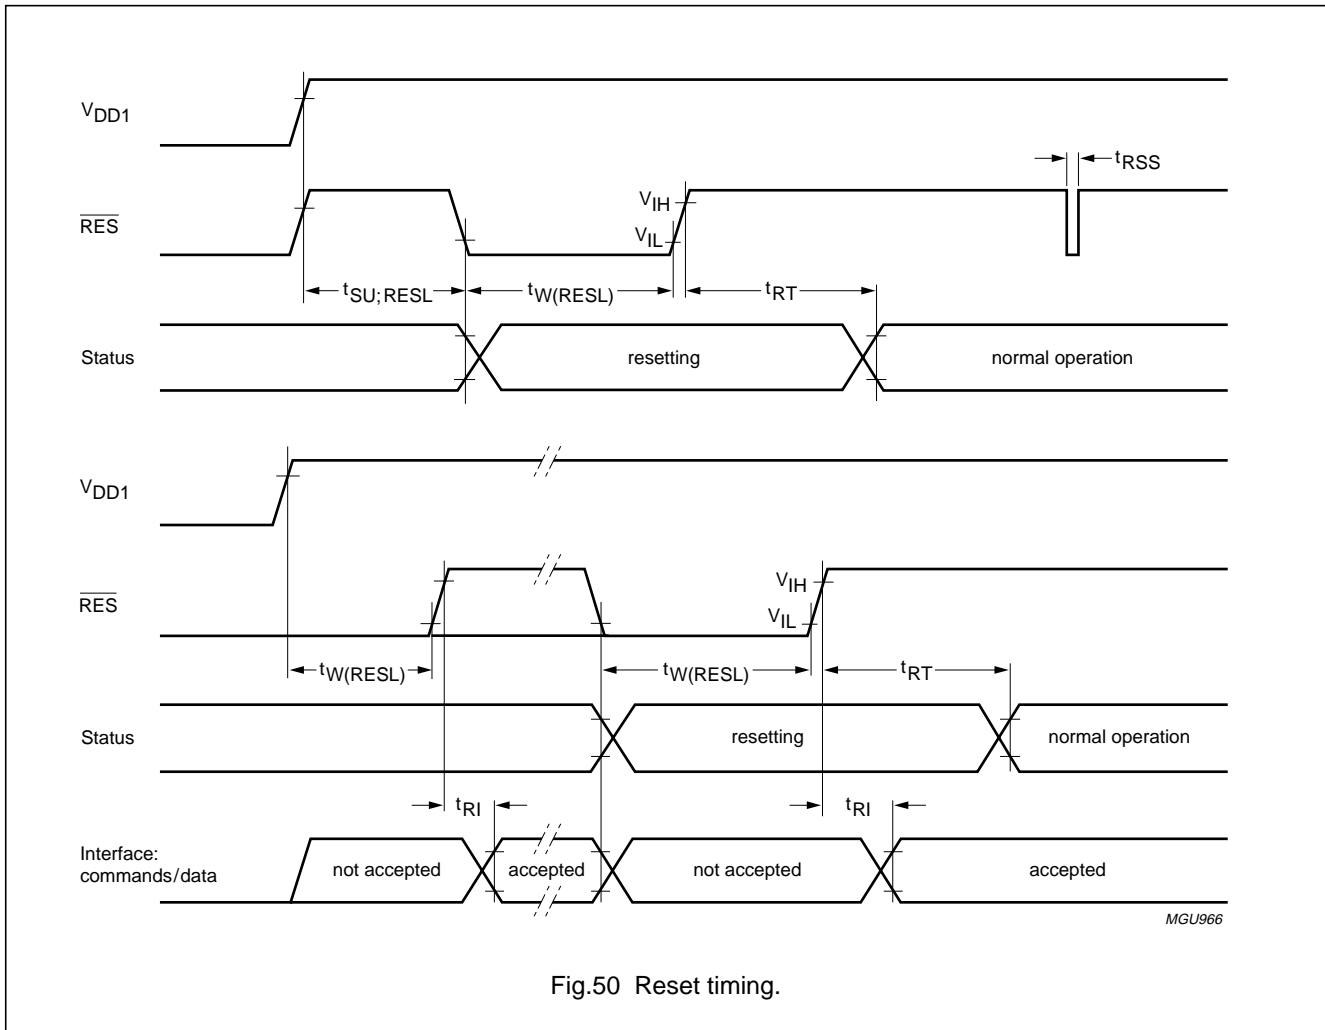 VDD1
tRSS
RES
VIH
VIL
tSU;RESL
tW(RESL)
tRT
Status
resetting
normal operation
VDD1
RES
VIH
VIL
tW(RESL)
tW(RESL)
tRT
Status
resetting
normal operation
tRI
tRI
Interface:
commands/data
not accepted
accepted
not accepted
accepted
MGU966
Fig.50 Reset timing.